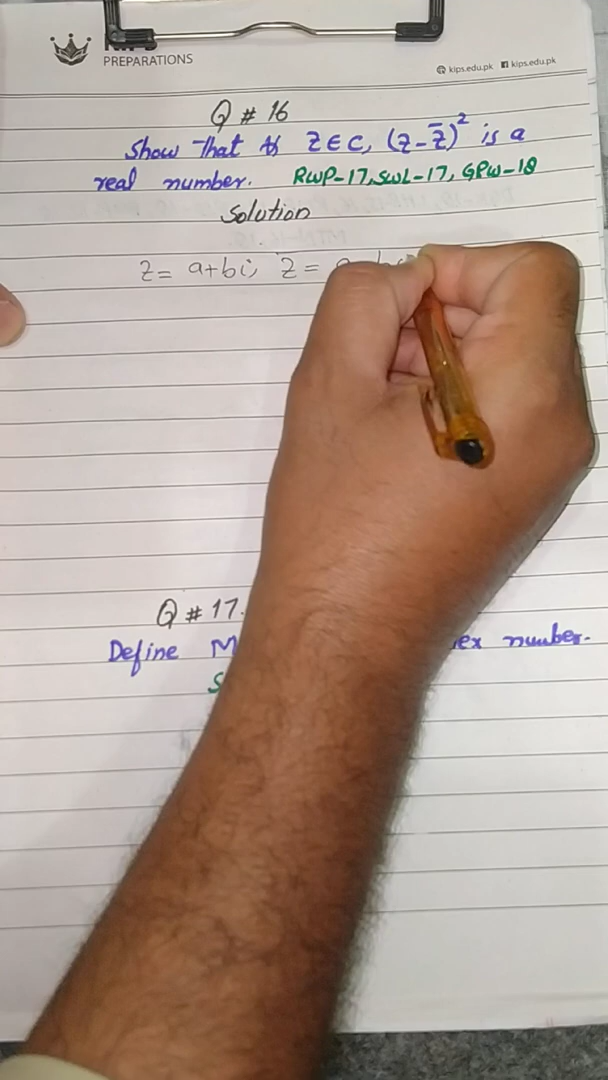 PREPARATIONS
kips.edu.pk kips.edu.pk
Q # 16
Show That ∀ Z ∈ C, (z - z̄)² is a
real number. RWP-17, SWL-17, GRW-18
Solution
Z = a+bi, Z =
Q # 17.
Define M ex number.
S